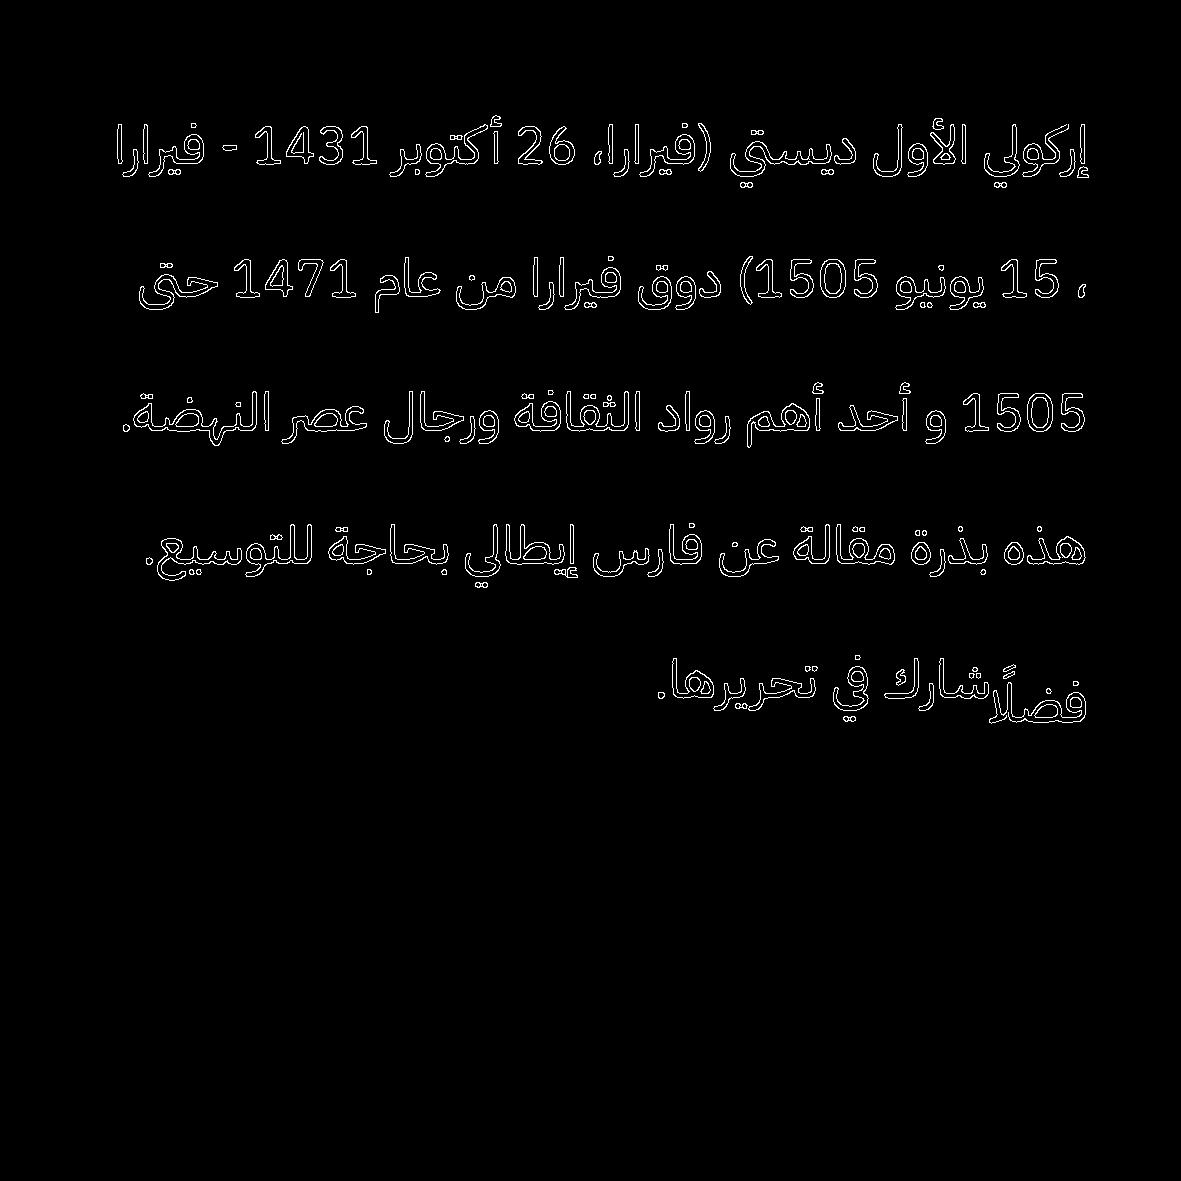 إركولي الأول ديستي (فيرارا، 26 أكتوبر 1431 - فيرارا
، 15 يونيو 1505) دوق فيرارا من عام 1471 حتى
1505 و أحد أهم رواد الثقافة ورجال عصر النهضة.
هذه بذرة مقالة عن فارس إيطالي بحاجة للتوسيع.
فضلًا شارك في تحريرها.